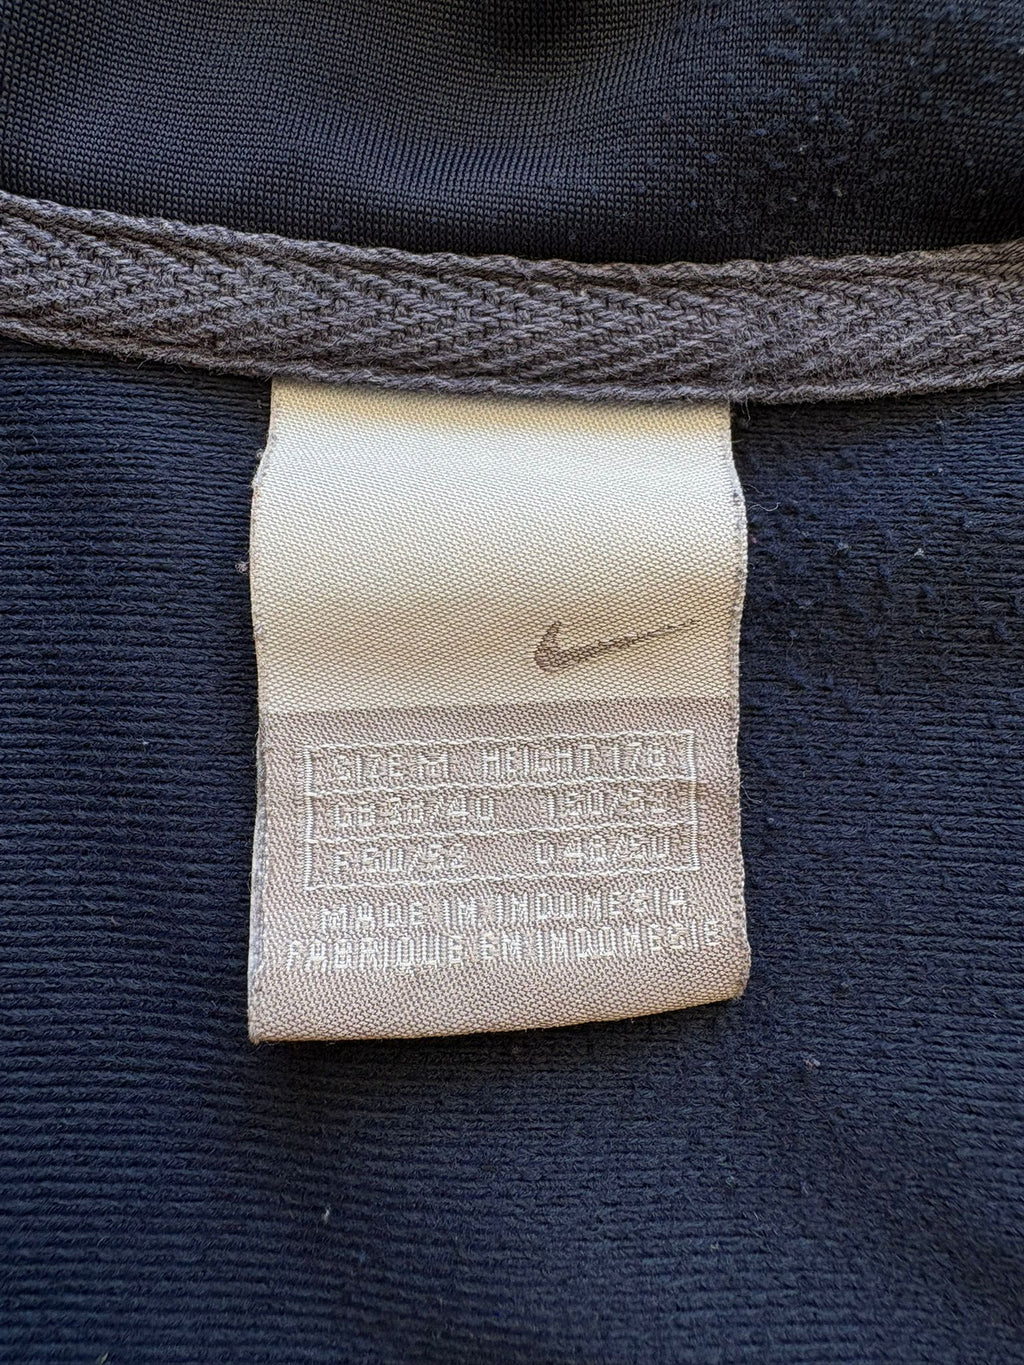 SIZE M HEIGHT 178
GB 38/40 I 50/52
F 50/52 D 48/50
MADE IN INDONESIA
FABRIQUE EN INDONESIE